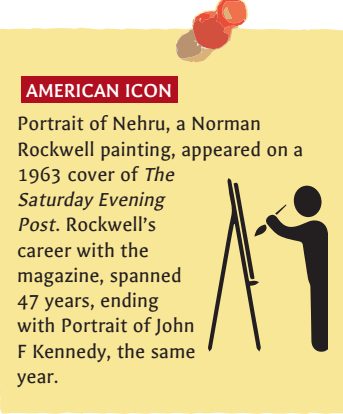 AMERICAN ICON
Portrait of Nehru, a Norman
Rockwell painting, appeared on a
1963 cover of The
Saturday Evening
Post. Rockwell's
career with the
magazine, spanned
47 years, ending
with Portrait of John
F Kennedy, the same
year.